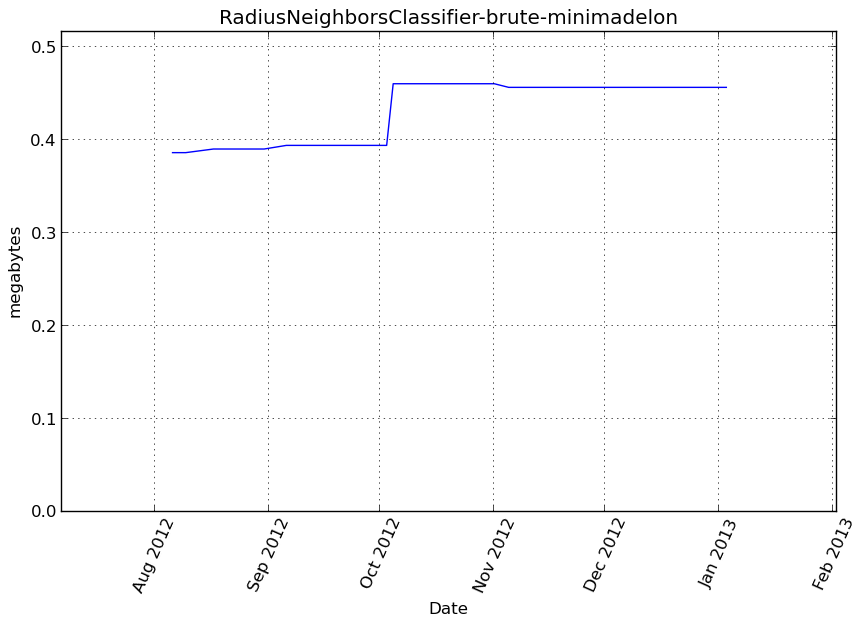 RadiusNeighborsClassifier-brute-minimadelon
0.5
0.4
0.3
0.2
0.1
0.0
megabytes
Aug 2012
Sep 2012
Oct 2012
Nov 2012
Dec 2012
Jan 2013
Feb 2013
Date